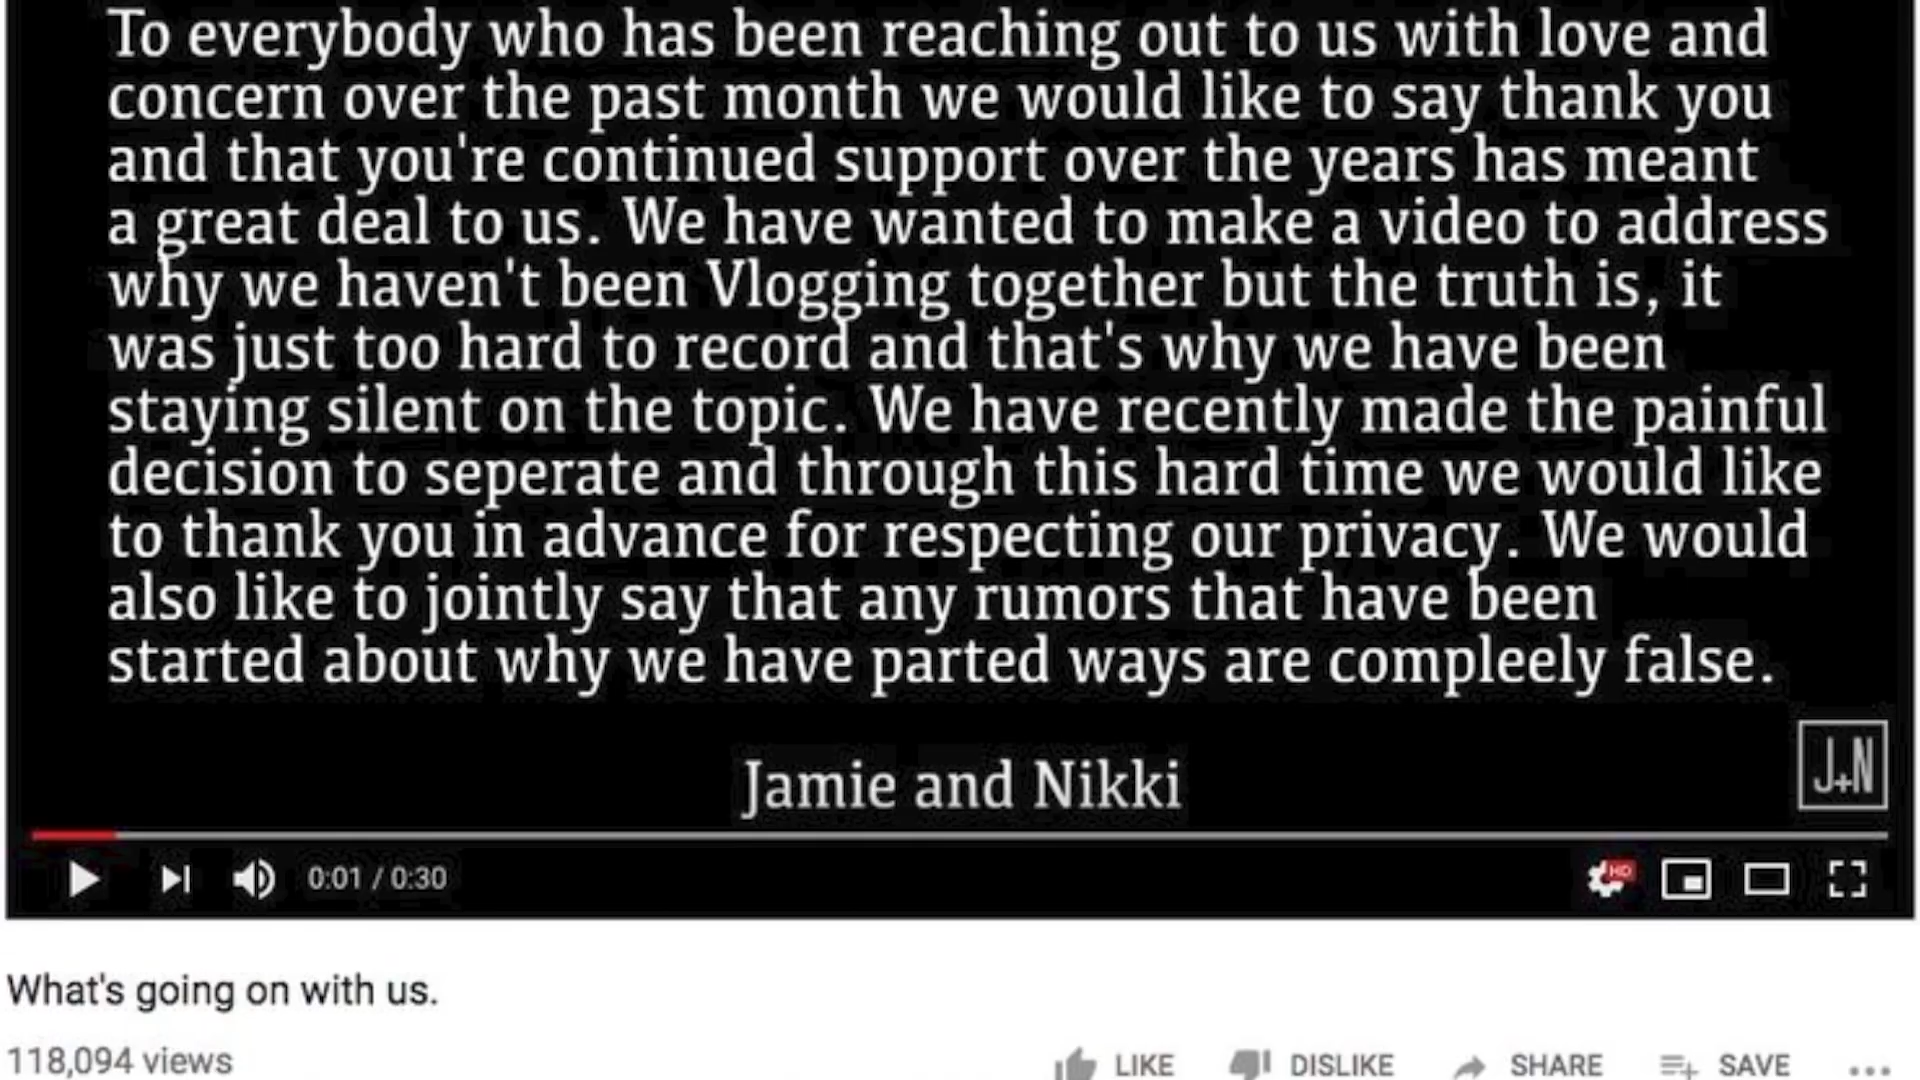 To everybody who has been reaching out to us with love and
concern over the past month we would like to say thank you
and that you're continued support over the years has meant
a great deal to us. We have wanted to make a video to address
why we haven't been Vlogging together but the truth is, it
was just too hard to record and that's why we have been
staying silent on the topic. We have recently made the painful
decision to seperate and through this hard time we would like
to thank you in advance for respecting our privacy. We would
also like to jointly say that any rumors that have been
started about why we have parted ways are compleely false.
Jamie and Nikki
J+N
0:01 / 0:30
HD
What's going on with us.
118,094 views
LIKE DISLIKE SHARE SAVE